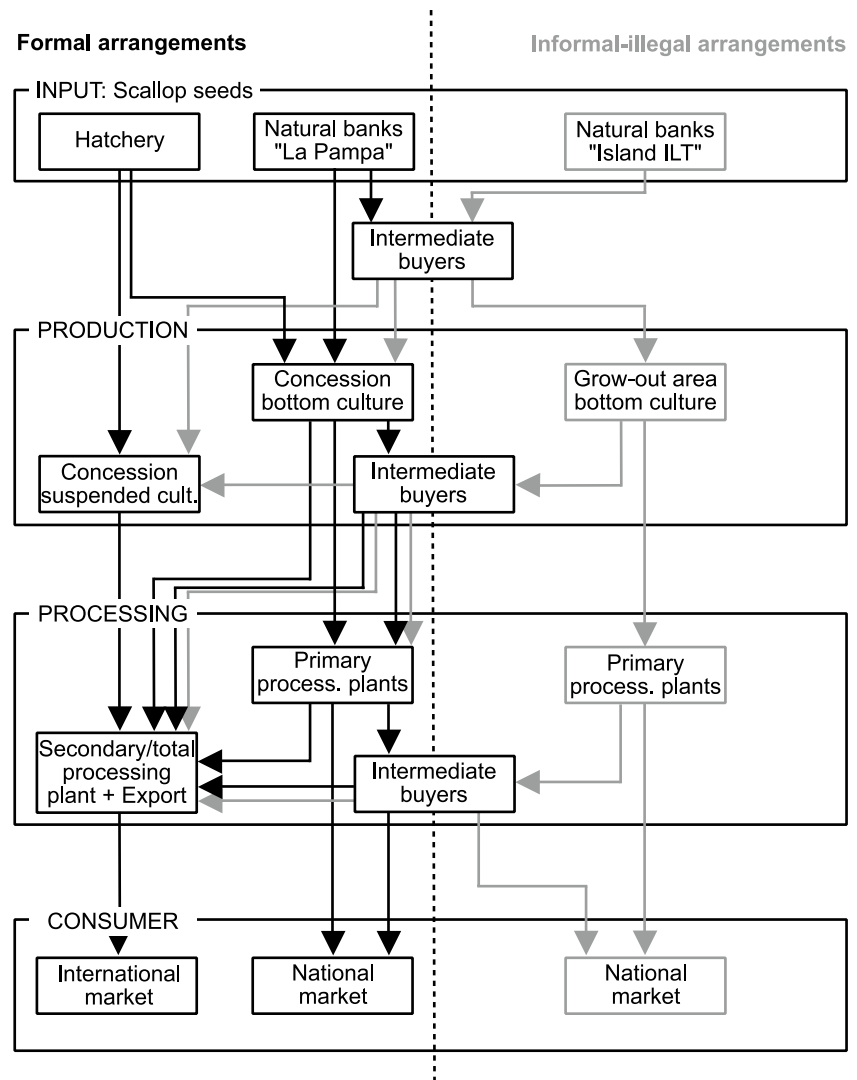 Formal arrangements
Informal-illegal arrangements
INPUT: Scallop seeds
Hatchery
Natural banks
"La Pampa"
Natural banks
"Island ILT"
Intermediate
buyers
PRODUCTION
Concession
bottom culture
Grow-out area
bottom culture
Concession
suspended cult.
Intermediate
buyers
PROCESSING
Primary
process. plants
Primary
process. plants
Secondary/total
processing
plant + Export
Intermediate
buyers
CONSUMER
International
market
National
market
National
market